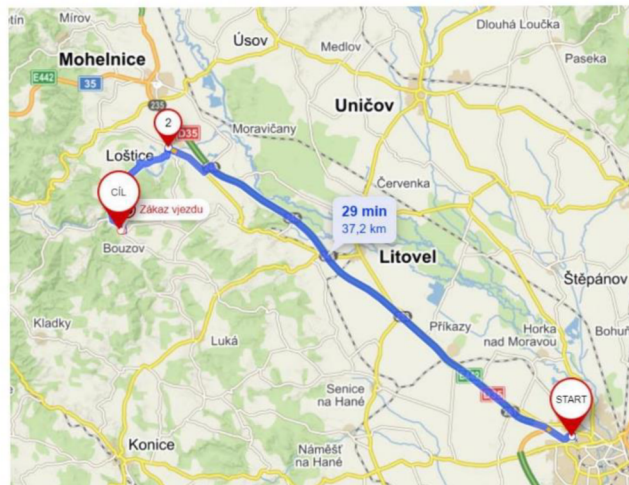 Mírov
Dlouhá Loučka
Úsov
Mohelnice
Medlov
Paseka
E442
35
Uničov
235
2
D35
Moravičany
Loštice
CÍL
Červenka
Zákaz vjezdu
29 min
37,2 km
Bouzov
Litovel
Štěpánov
Kladky
Příkazy
Horka
nad Moravou
Luká
START
Senice
na Hané
Konice
Náměšť
na Hané